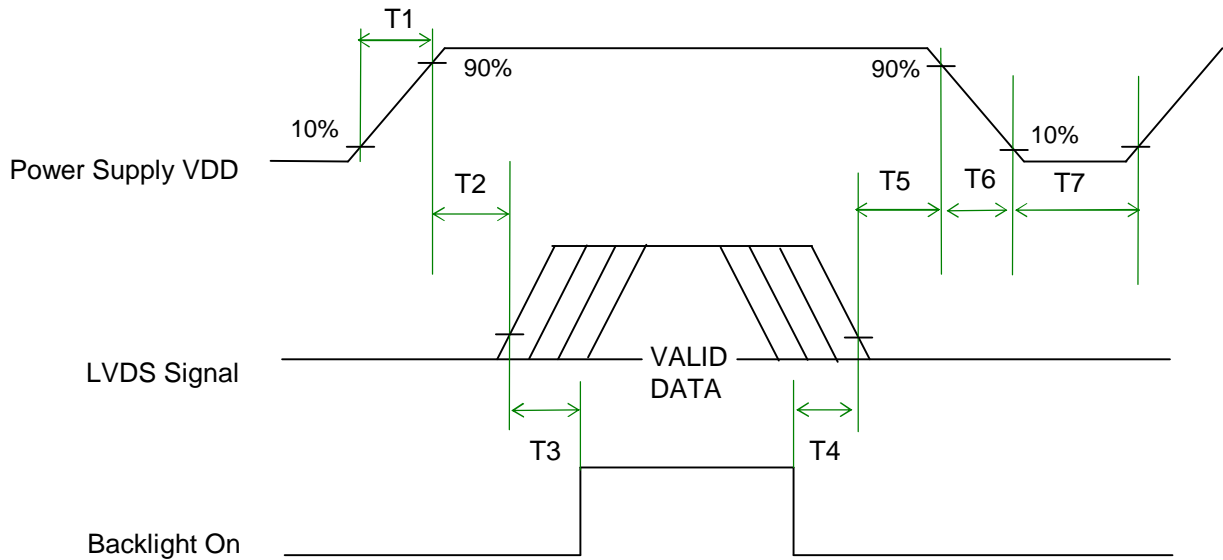 T1
90%
90%
10%
10%
Power Supply VDD
T2
T5
T6
T7
VALID
DATA
LVDS Signal
T3
T4
Backlight On